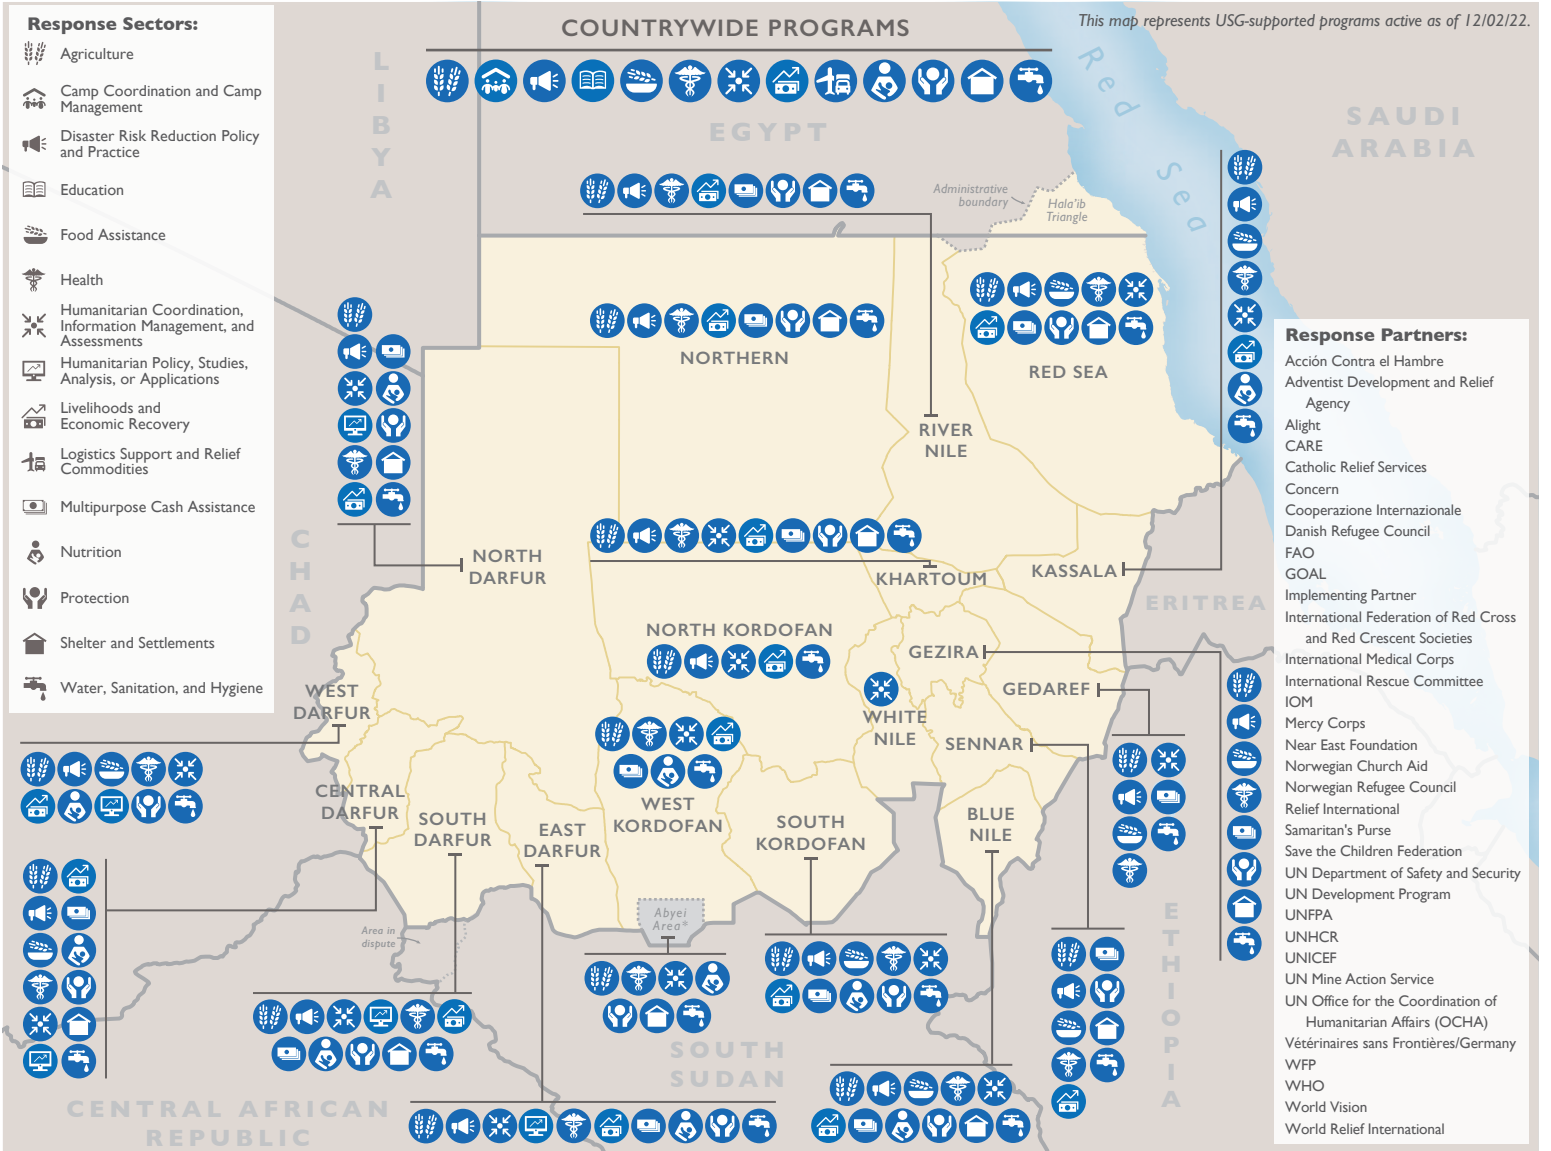 Response Sectors:
Agriculture
Camp Coordination and Camp
Management
Disaster Risk Reduction Policy
and Practice
Education
Food Assistance
Health
Humanitarian Coordination,
Information Management, and
Assessments
Humanitarian Policy, Studies,
Analysis, or Applications
Livelihoods and
Economic Recovery
Logistics Support and Relief
Commodities
Multipurpose Cash Assistance
Nutrition
Protection
Shelter and Settlements
Water, Sanitation, and Hygiene
COUNTRYWIDE PROGRAMS
This map represents USG-supported programs active as of 12/02/22.
LIBYA
EGYPT
Red Sea
SAUDI
ARABIA
Administrative
boundary
Hala'ib
Triangle
NORTHERN
RED SEA
RIVER
NILE
CHAD
NORTH
DARFUR
KHARTOUM
KASSALA
ERITREA
NORTH KORDOFAN
GEZIRA
GEDAREF
WHITE
NILE
SENNAR
WEST
DARFUR
CENTRAL
DARFUR
SOUTH
DARFUR
EAST
DARFUR
WEST
KORDOFAN
SOUTH
KORDOFAN
BLUE
NILE
Abyei
Area*
Area in
dispute
ETHIOPIA
SOUTH
SUDAN
CENTRAL AFRICAN
REPUBLIC
Response Partners:
Acción Contra el Hambre
Adventist Development and Relief
Agency
Alight
CARE
Catholic Relief Services
Concern
Cooperazione Internazionale
Danish Refugee Council
FAO
GOAL
Implementing Partner
International Federation of Red Cross
and Red Crescent Societies
International Medical Corps
International Rescue Committee
IOM
Mercy Corps
Near East Foundation
Norwegian Church Aid
Norwegian Refugee Council
Relief International
Samaritan's Purse
Save the Children Federation
UN Department of Safety and Security
UN Development Program
UNFPA
UNHCR
UNICEF
UN Mine Action Service
UN Office for the Coordination of
Humanitarian Affairs (OCHA)
Vétérinaires sans Frontières/Germany
WFP
WHO
World Vision
World Relief International